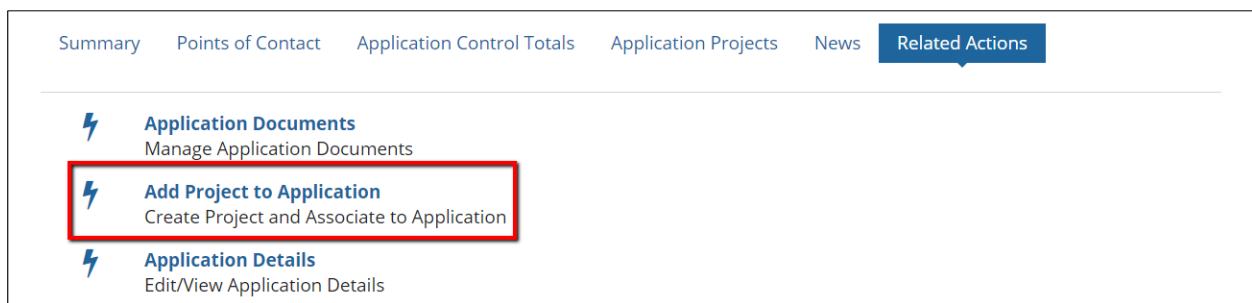 Summary Points of Contact Application Control Totals Application Projects News Related Actions
Application Documents
Manage Application Documents
Add Project to Application
Create Project and Associate to Application
Application Details
Edit/View Application Details